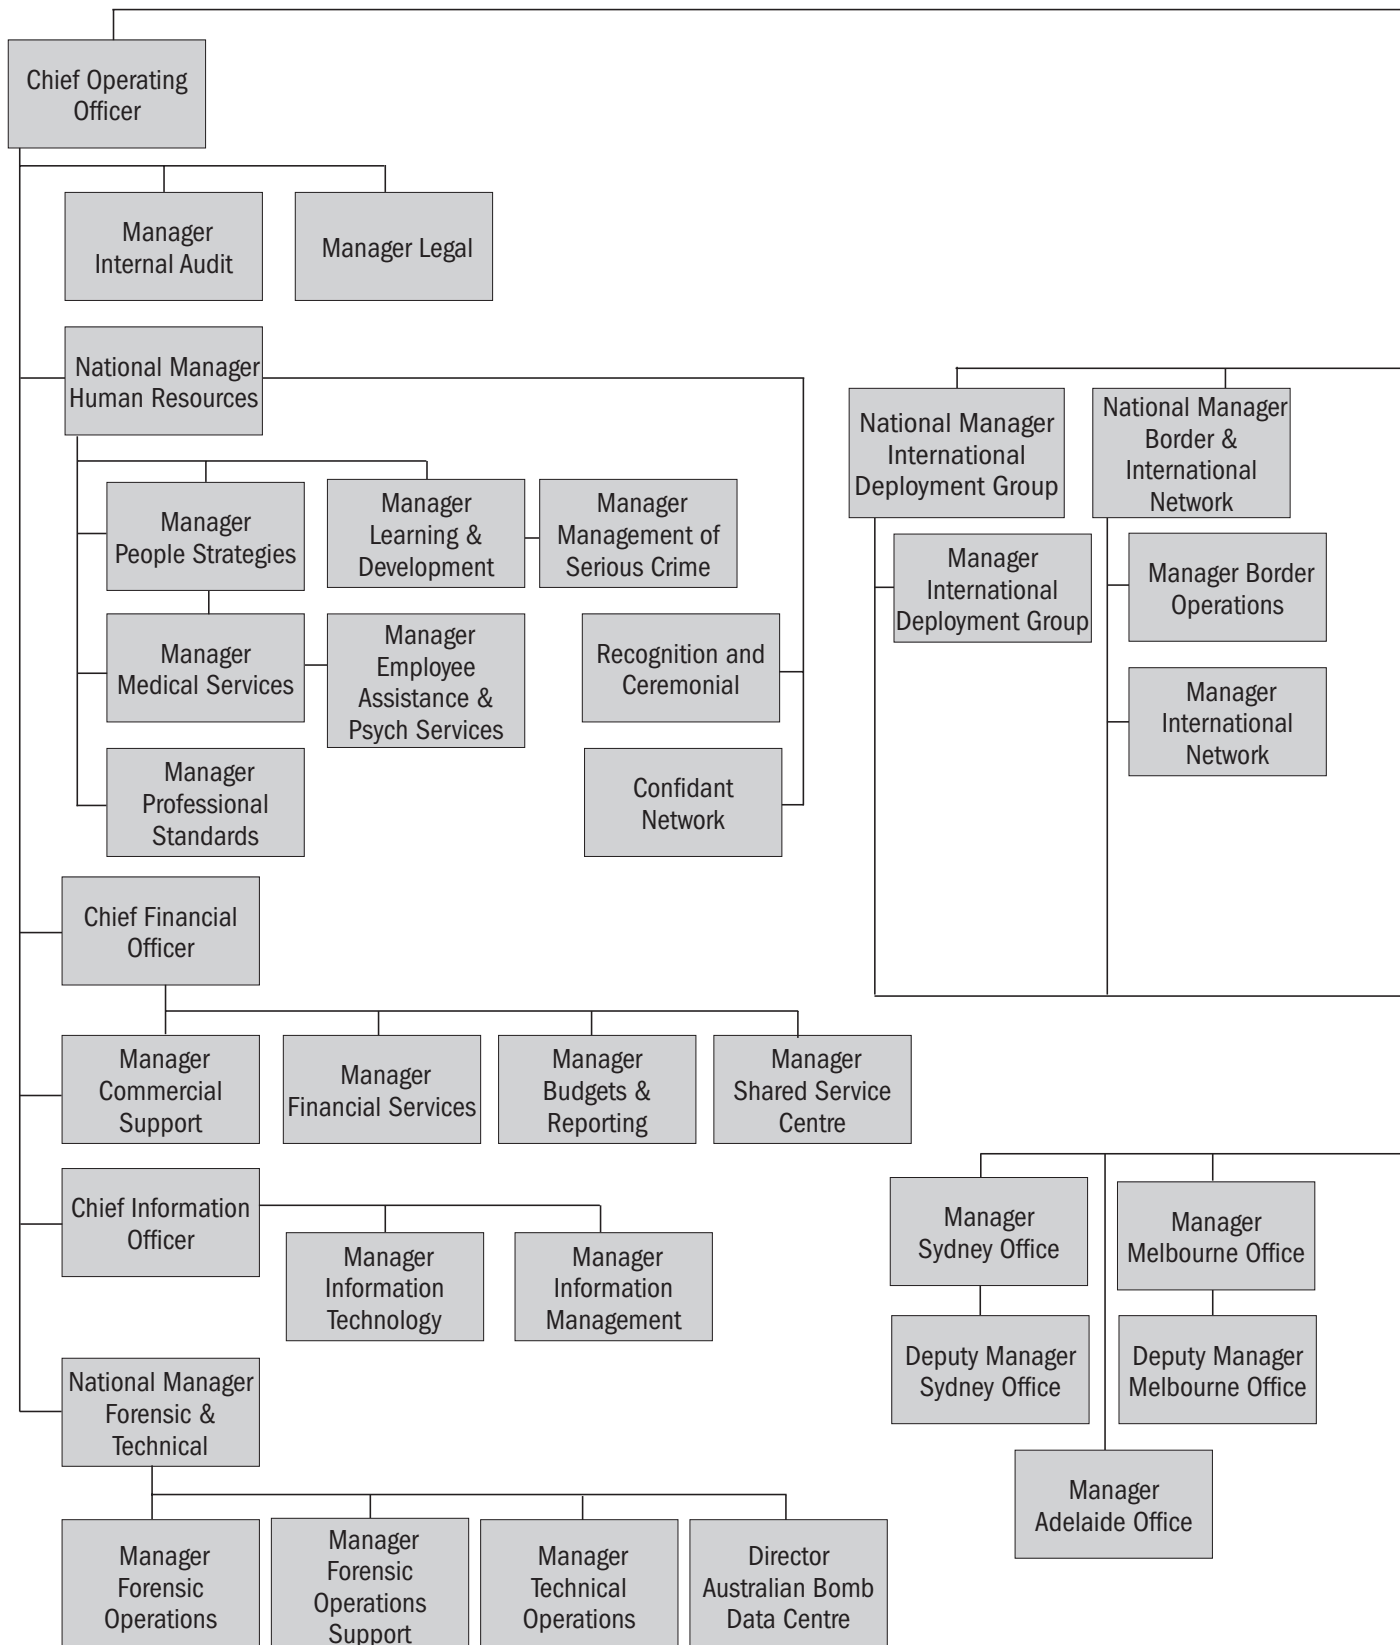 Chief Operating
Officer
Manager
Internal Audit
Manager Legal
National Manager
Human Resources
Manager
People Strategies
Manager
Learning &
Development
Manager
Management of
Serious Crime
Manager
Medical Services
Manager
Employee
Assistance &
Psych Services
Recognition and
Ceremonial
Manager
Professional
Standards
Confidant
Network
National Manager
International
Deployment Group
National Manager
Border &
International
Network
Manager
International
Deployment Group
Manager Border
Operations
Manager
International
Network
Chief Financial
Officer
Manager
Commercial
Support
Manager
Financial Services
Manager
Budgets &
Reporting
Manager
Shared Service
Centre
Chief Information
Officer
Manager
Information
Technology
Manager
Information
Management
Manager
Sydney Office
Manager
Melbourne Office
Deputy Manager
Sydney Office
Deputy Manager
Melbourne Office
Manager
Adelaide Office
National Manager
Forensic &
Technical
Manager
Forensic
Operations
Manager
Forensic
Operations
Support
Manager
Technical
Operations
Director
Australian Bomb
Data Centre